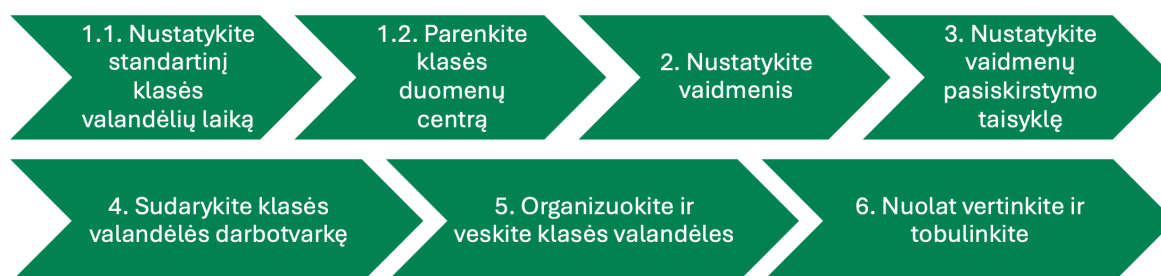 1.1. Nustatykite
standartinį
klasės
valandėlių laiką
1.2. Parenkite
klasės
duomenų
centrą
2. Nustatykite
vaidmenis
3. Nustatykite
vaidmenų
pasiskirstymo
taisyklę
4. Sudarykite klasės
valandėlės darbotvarkę
5. Organizuokite ir
veskite klasės valandėles
6. Nuolat vertinkite ir
tobulinkite